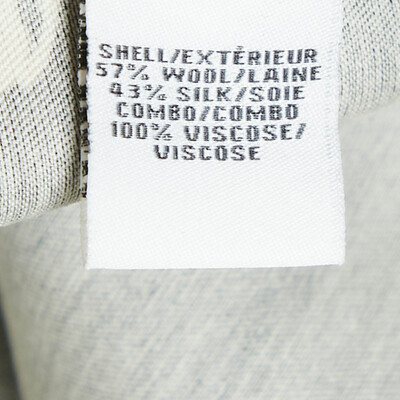 SHELL/EXTÉRIEUR
57% WOOL/LAINE
43% SILK/SOIE
COMBO/COMBO
100% VISCOSE/
VISCOSE